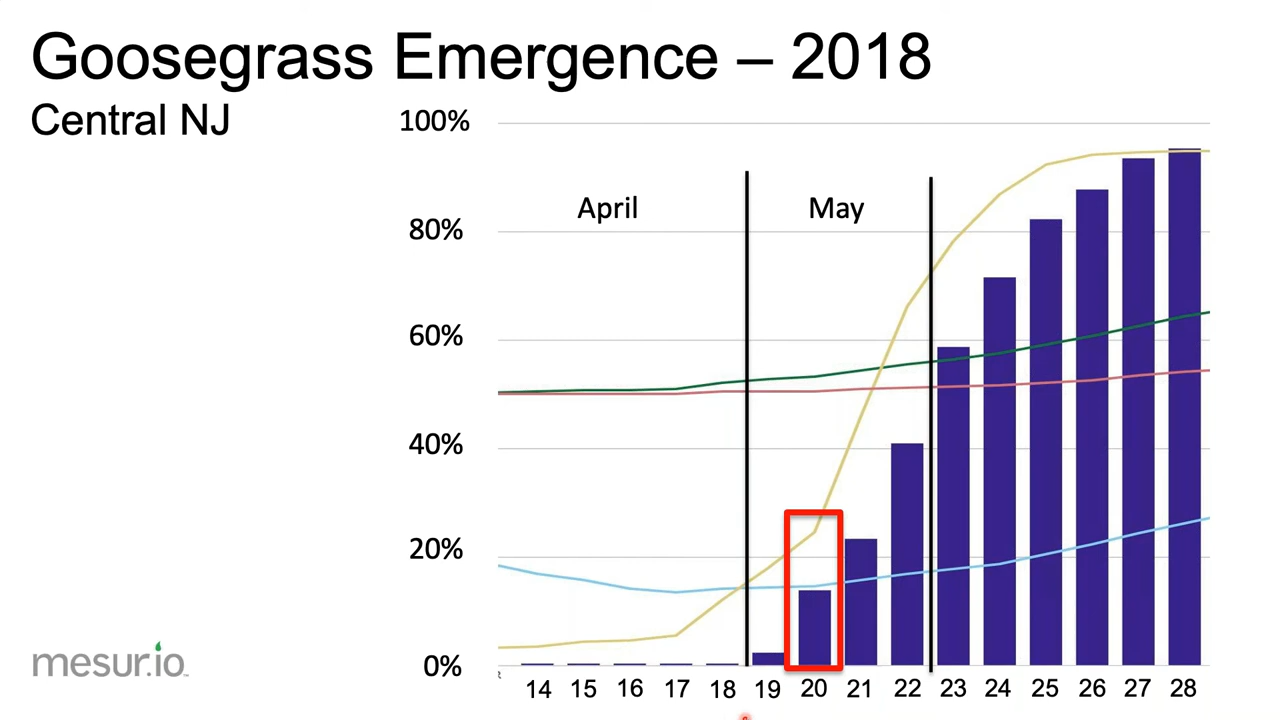 Goosegrass Emergence – 2018
Central NJ
100%
April
May
80%
60%
40%
20%
0%
14 15 16 17 18 19 20 21 22 23 24 25 26 27 28
mesur.io